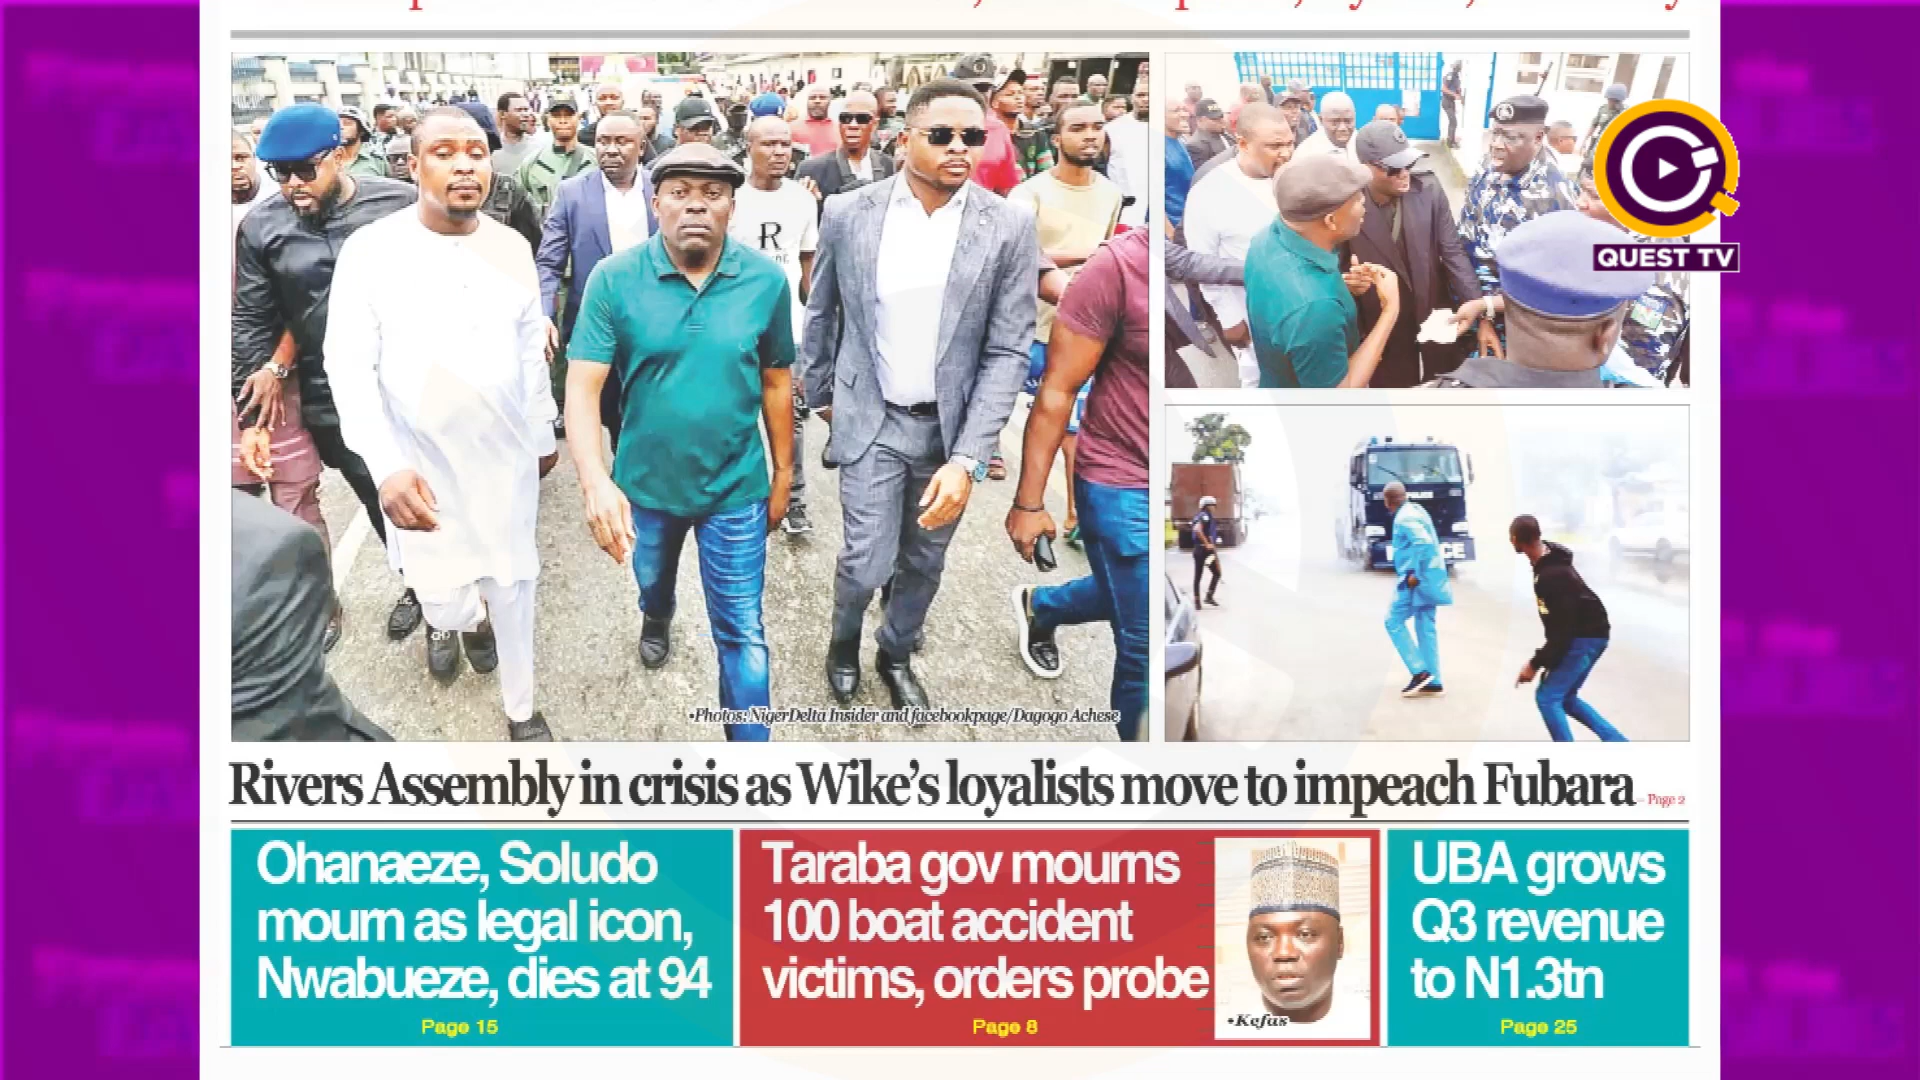 QUEST TV
R
POLICE
•Photos: NigerDelta Insider and facebookpage/Dagogo Achese
Rivers Assembly in crisis as Wike's loyalists move to impeach Fubara - Page 2
Ohanaeze, Soludo
mourn as legal icon,
Nwabueze, dies at 94
Page 15
Taraba gov mourns
100 boat accident
victims, orders probe
Page 8
•Kefas
UBA grows
Q3 revenue
to N1.3tn
Page 25